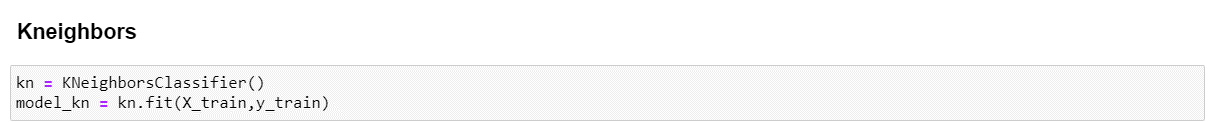 Kneighbors
kn = KNeighborsClassifier()
model_kn = kn.fit(X_train,y_train)